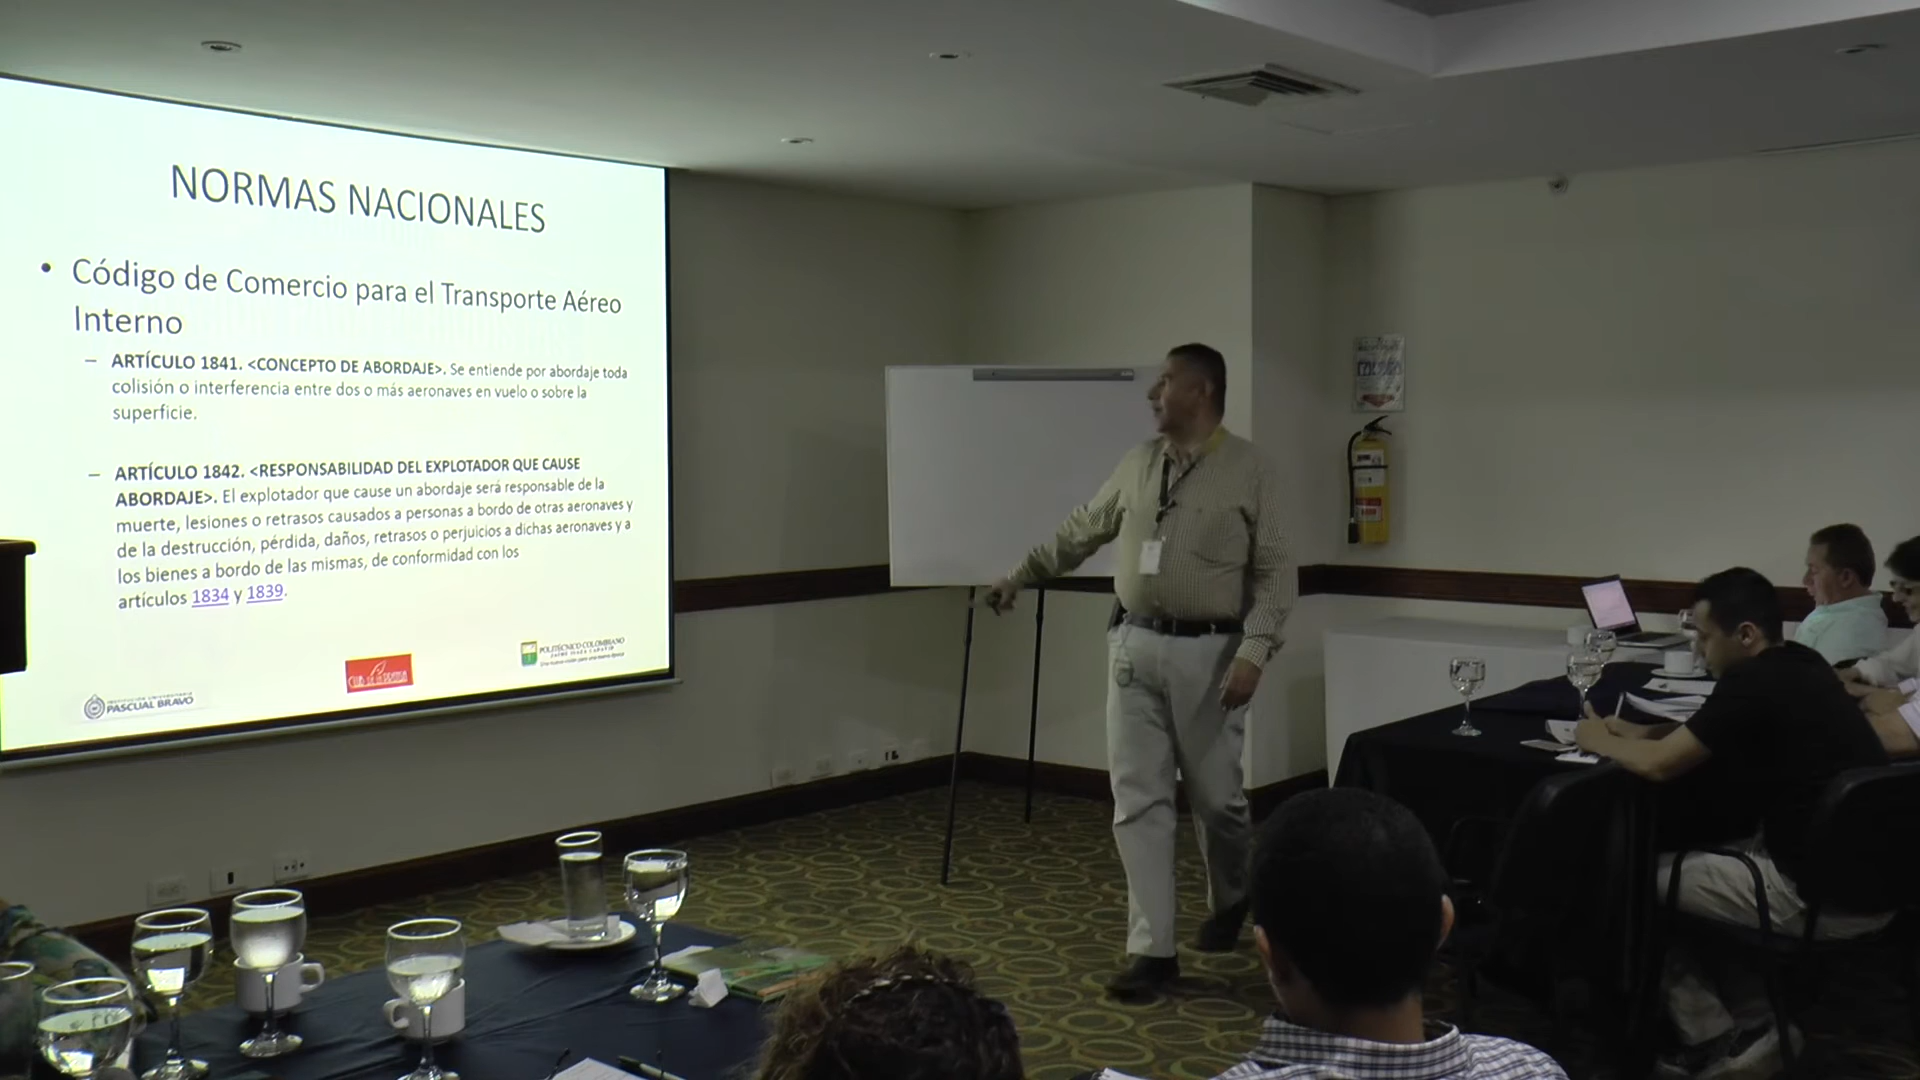 NORMAS NACIONALES
• Código de Comercio para el Transporte Aéreo
Interno
– ARTÍCULO 1841. <CONCEPTO DE ABORDAJE>. Se entiende por abordaje toda
colisión o interferencia entre dos o más aeronaves en vuelo o sobre la
superficie.
– ARTÍCULO 1842. <RESPONSABILIDAD DEL EXPLOTADOR QUE CAUSE
ABORDAJE>. El explotador que cause un abordaje será responsable de la
muerte, lesiones o retrasos causados a personas a bordo de otras aeronaves y
de la destrucción, pérdida, daños, retrasos o perjuicios a dichas aeronaves y a
los bienes a bordo de las mismas, de conformidad con los
artículos 1834 y 1839.
POLITÉCNICO COLOMBIANO
INSTITUCIÓN UNIVERSITARIA
PASCUAL BRAVO